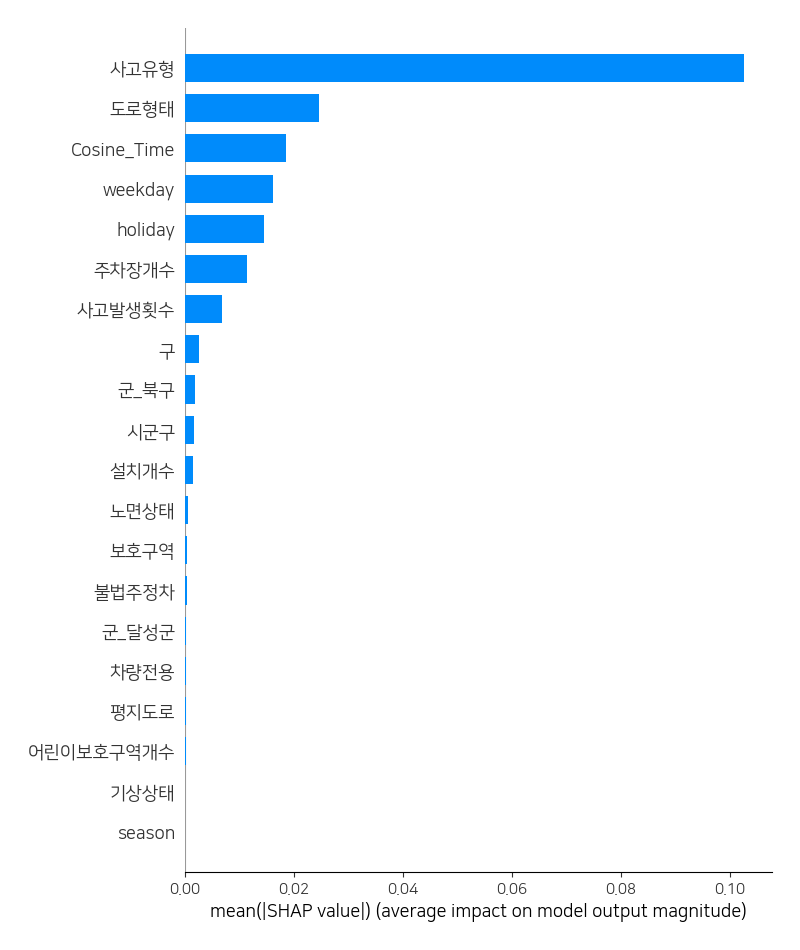 사고유형
도로형태
Cosine_Time
weekday
holiday
주차장개수
사고발생횟수
구
군_북구
시군구
설치개수
노면상태
보호구역
불법주정차
군_달성군
차량전용
평지도로
어린이보호구역개수
기상상태
season
0.00 0.02 0.04 0.06 0.08 0.10
mean(|SHAP value|) (average impact on model output magnitude)